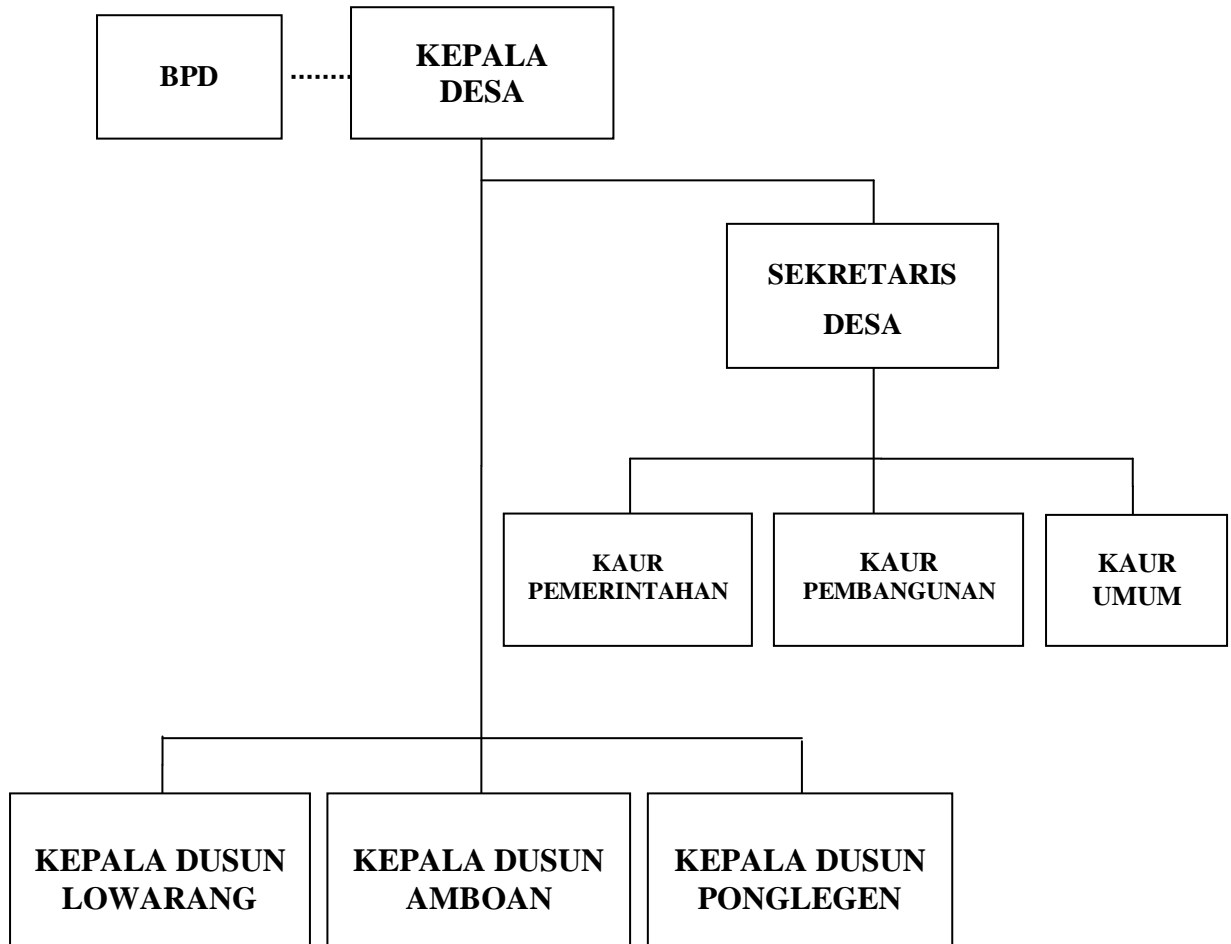 BPD
KEPALA
DESA
SEKRETARIS
DESA
KAUR
PEMERINTAHAN
KAUR
PEMBANGUNAN
KAUR
UMUM
KEPALA DUSUN
LOWARANG
KEPALA DUSUN
AMBOAN
KEPALA DUSUN
PONGLEGEN